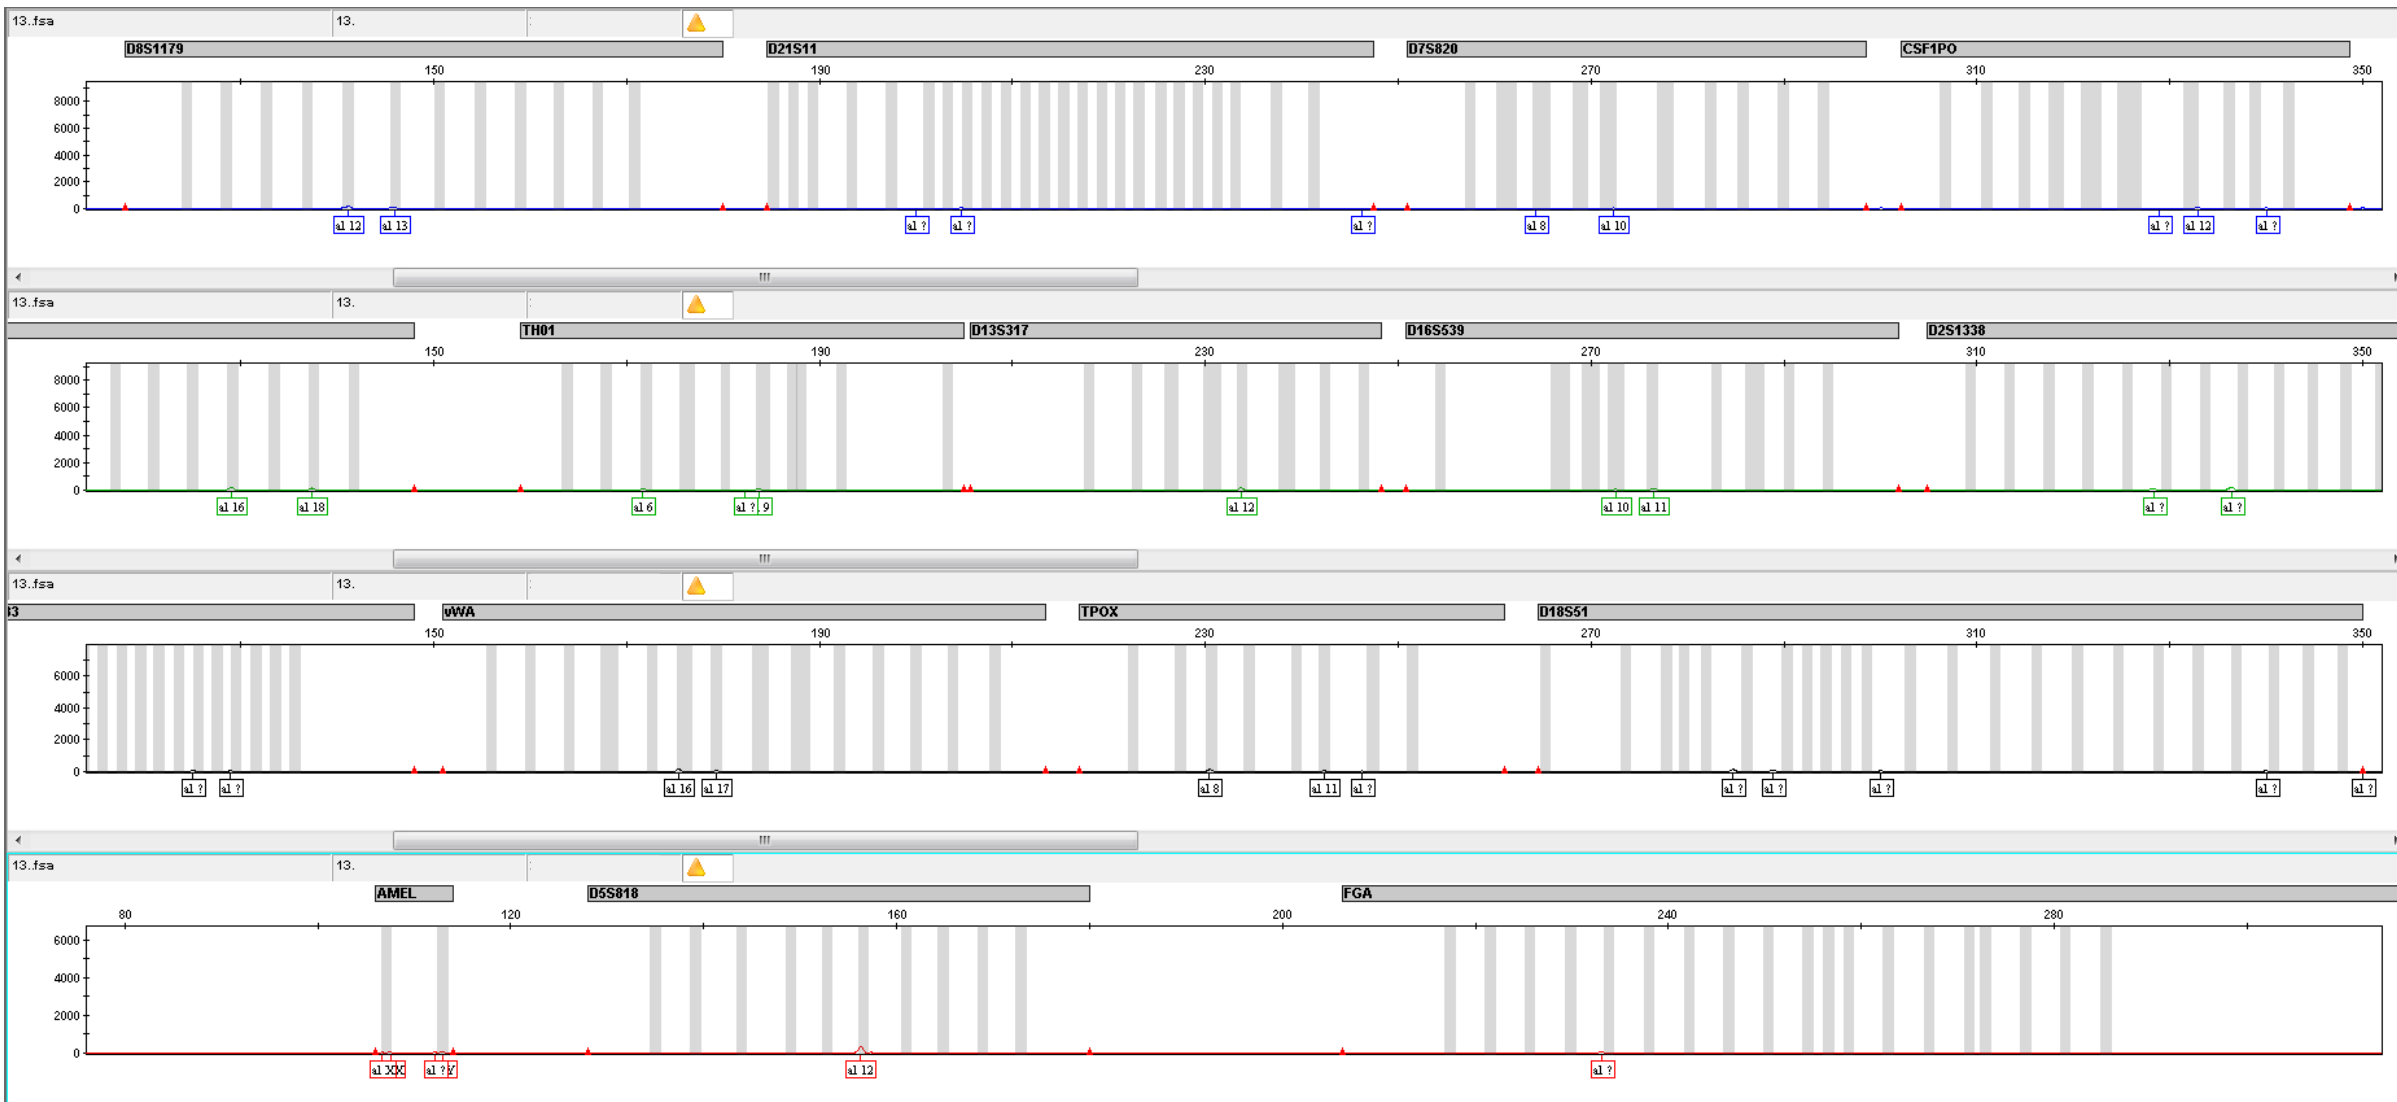 13..fsa 13. :
D8S1179 D21S11 D7S820 CSF1PO
150 190 230 270 310 350
8000
6000
4000
2000
0
al 12 al 13 al ? al ? al ? al 8 al 10 al ? al 12 al ?
13..fsa 13. :
TH01 D13S317 D16S539 D2S1338
150 190 230 270 310 350
8000
6000
4000
2000
0
al 16 al 18 al 6 al ? 9 al 12 al 10 al 11 al ? al ?
13..fsa 13. :
33 vWA TPOX D18S51
150 190 230 270 310 350
6000
4000
2000
0
al ? al ? al 16 al 17 al 8 al 11 al ? al ? al ? al ? al ? al ?
13..fsa 13. :
AMEL D5S818 FGA
80 120 160 200 240 280
6000
4000
2000
0
al X X al ? Y al 12 al ?